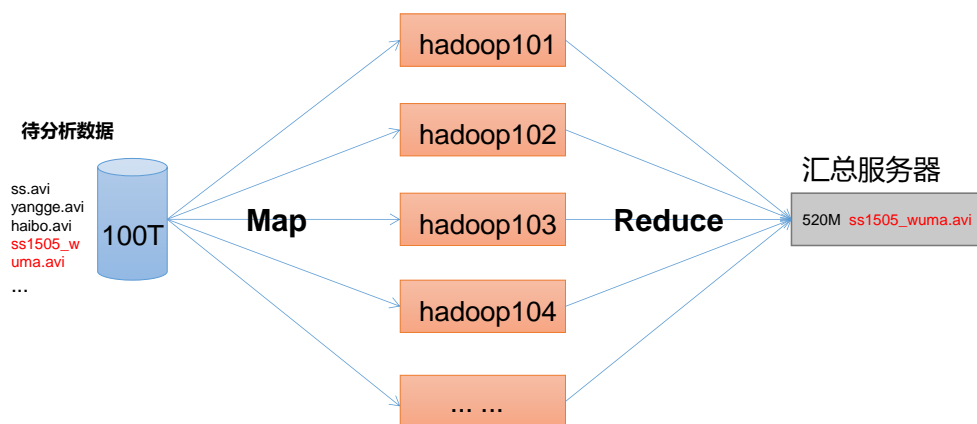 待分析数据
ss.avi
yangge.avi
haibo.avi
ss1505_w
uma.avi
...
100T
Map
hadoop101
hadoop102
hadoop103
hadoop104
... ...
Reduce
汇总服务器
520M ss1505_wuma.avi